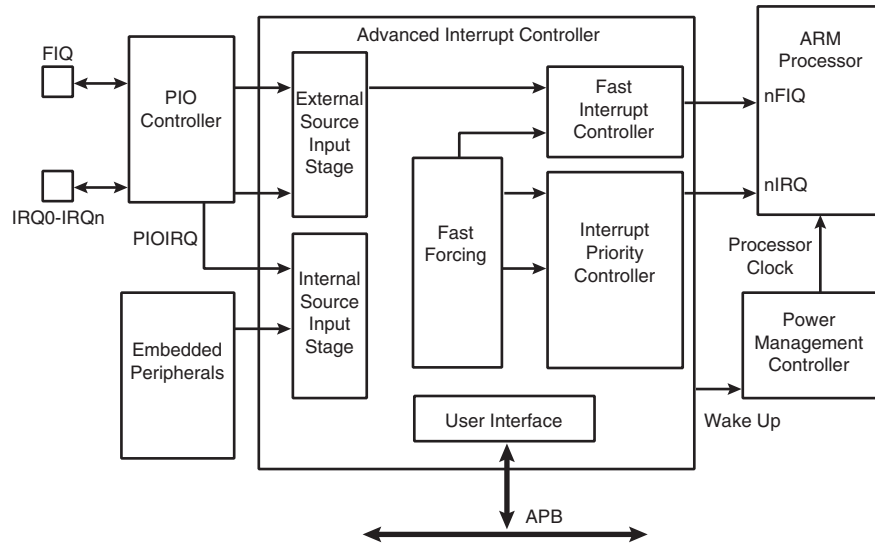 Advanced Interrupt Controller
FIQ
PIO
Controller
IRQ0-IRQn
PIOIRQ
Embedded
Peripherals
External
Source
Input
Stage
Internal
Source
Input
Stage
Fast
Forcing
Fast
Interrupt
Controller
Interrupt
Priority
Controller
User Interface
APB
ARM
Processor
nFIQ
nIRQ
Processor
Clock
Power
Management
Controller
Wake Up